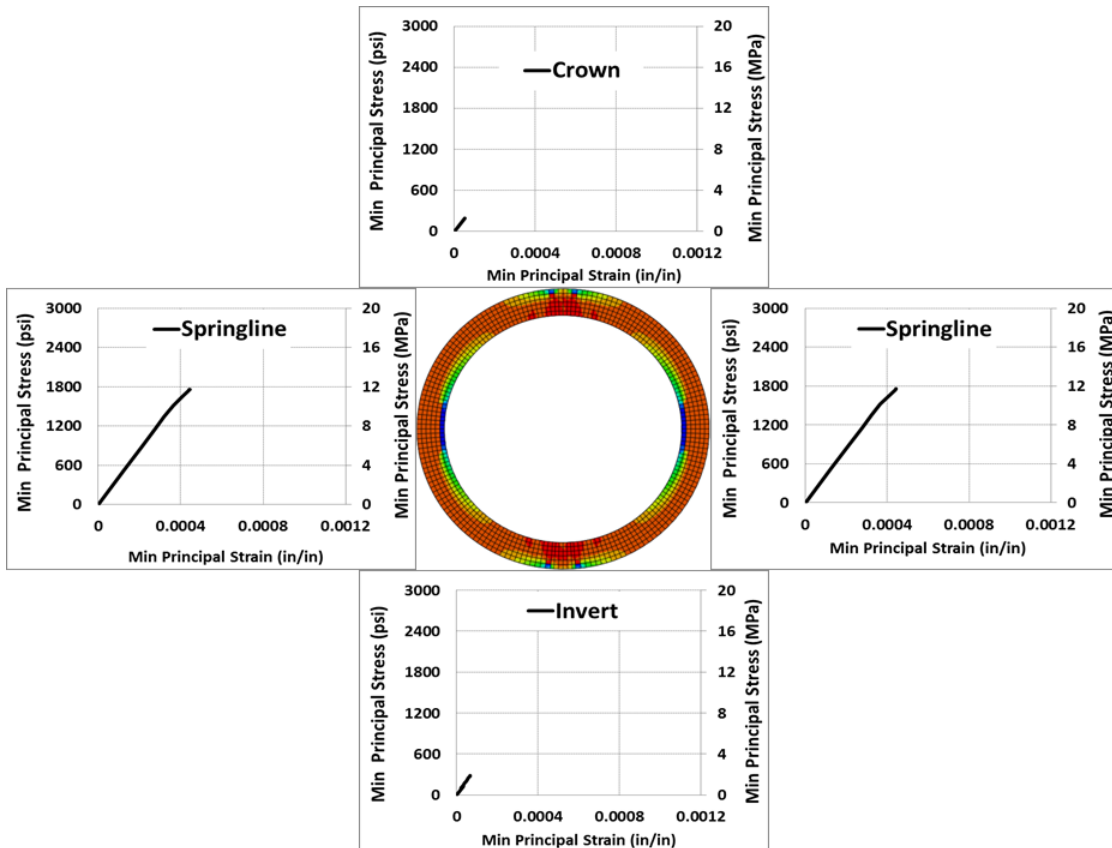 Crown
Min Principal Stress (psi)
3000
2400
1800
1200
600
0
Min Principal Stress (MPa)
20
16
12
8
4
0
0 0.0004 0.0008 0.0012
Min Principal Strain (in/in)
Springline
Min Principal Stress (psi)
3000
2400
1800
1200
600
0
Min Principal Stress (MPa)
20
16
12
8
4
0
0 0.0004 0.0008 0.0012
Min Principal Strain (in/in)
Springline
Min Principal Stress (psi)
3000
2400
1800
1200
600
0
Min Principal Stress (MPa)
20
16
12
8
4
0
0 0.0004 0.0008 0.0012
Min Principal Strain (in/in)
Invert
Min Principal Stress (psi)
3000
2400
1800
1200
600
0
Min Principal Stress (MPa)
20
16
12
8
4
0
0 0.0004 0.0008 0.0012
Min Principal Strain (in/in)